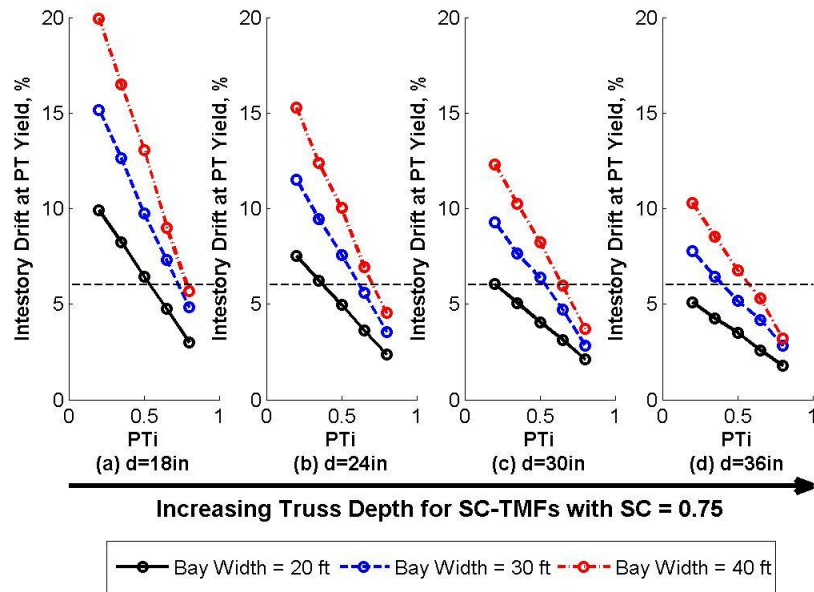 Intestory Drift at PT Yield, %
20
15
10
5
0
0 0.5 1
PTi
(a) d=18in
Intestory Drift at PT Yield, %
20
15
10
5
0
0 0.5 1
PTi
(b) d=24in
Intestory Drift at PT Yield, %
20
15
10
5
0
0 0.5 1
PTi
(c) d=30in
Intestory Drift at PT Yield, %
20
15
10
5
0
0 0.5 1
PTi
(d) d=36in
Increasing Truss Depth for SC-TMFs with SC = 0.75
Bay Width = 20 ft Bay Width = 30 ft Bay Width = 40 ft